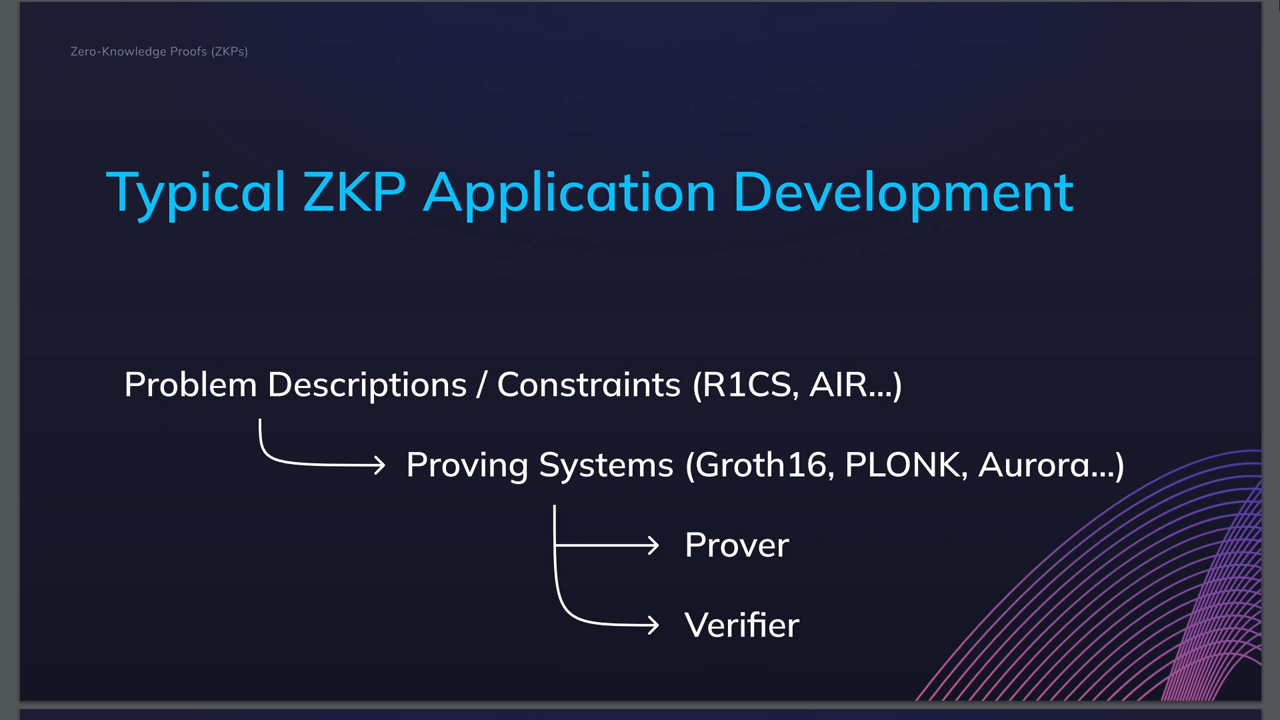 Zero-Knowledge Proofs (ZKPs)
Typical ZKP Application Development
Problem Descriptions / Constraints (R1CS, AIR...)
Proving Systems (Groth16, PLONK, Aurora...)
Prover
Verifier